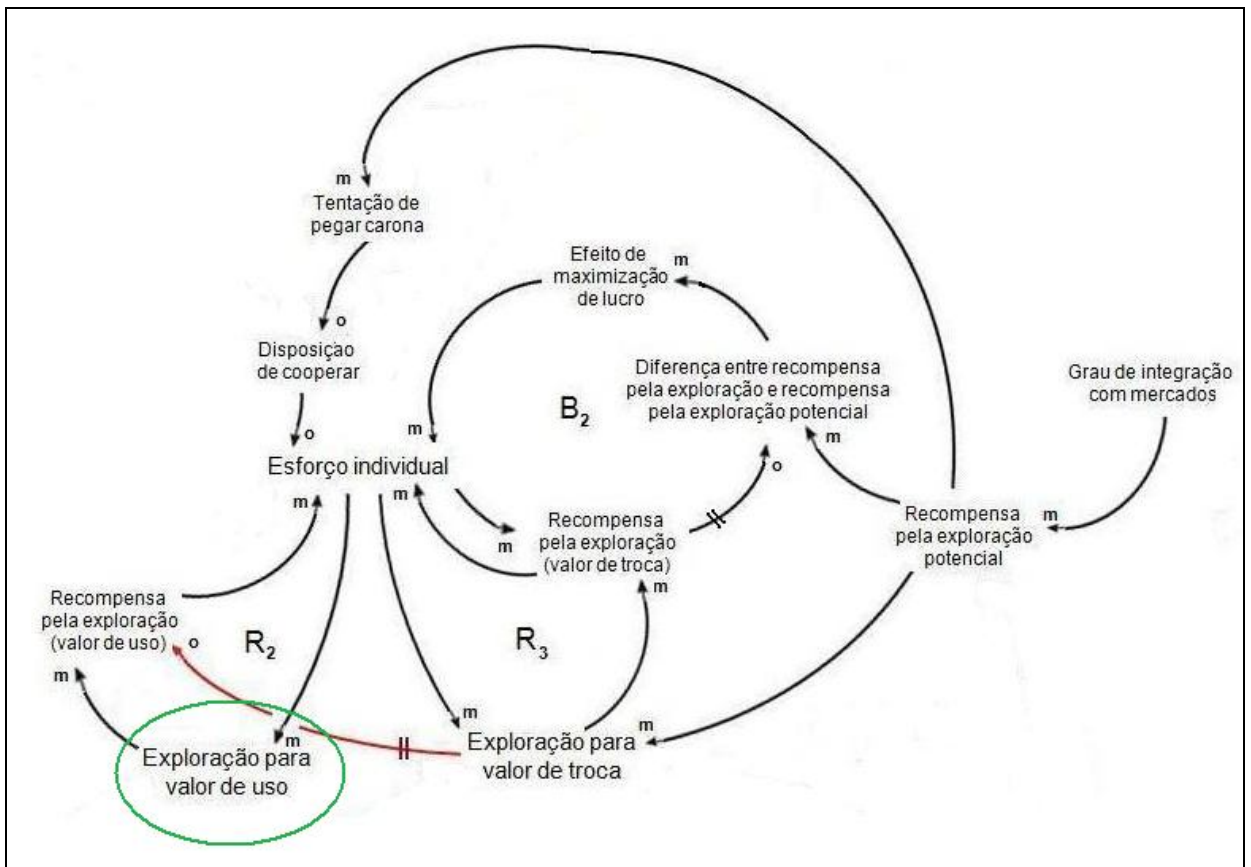 m
Tentação de
pegar carona
o
Disposiçao
de cooperar
o
Efeito de
maximização
de lucro
m
Diferença entre recompensa
pela exploração e recompensa
pela exploração potencial
m
o
Grau de integração
com mercados
B2
m
Esforço individual
m
m
Recompensa
pela exploração
(valor de troca)
m
m
Recompensa
pela exploração
potencial
m
Recompensa
pela exploração
(valor de uso)
o
m
R2
R3
Exploração para
valor de uso
m
Exploração para
valor de troca
m
m